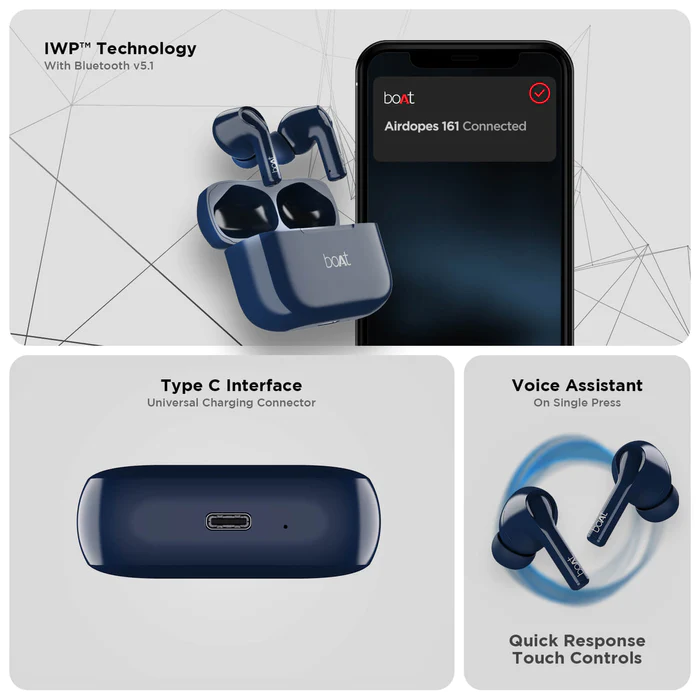 IWP™ Technology
With Bluetooth v5.1
boAt
Airdopes 161 Connected
boAt
Type C Interface
Universal Charging Connector
Voice Assistant
On Single Press
boAt
boAt
Quick Response
Touch Controls